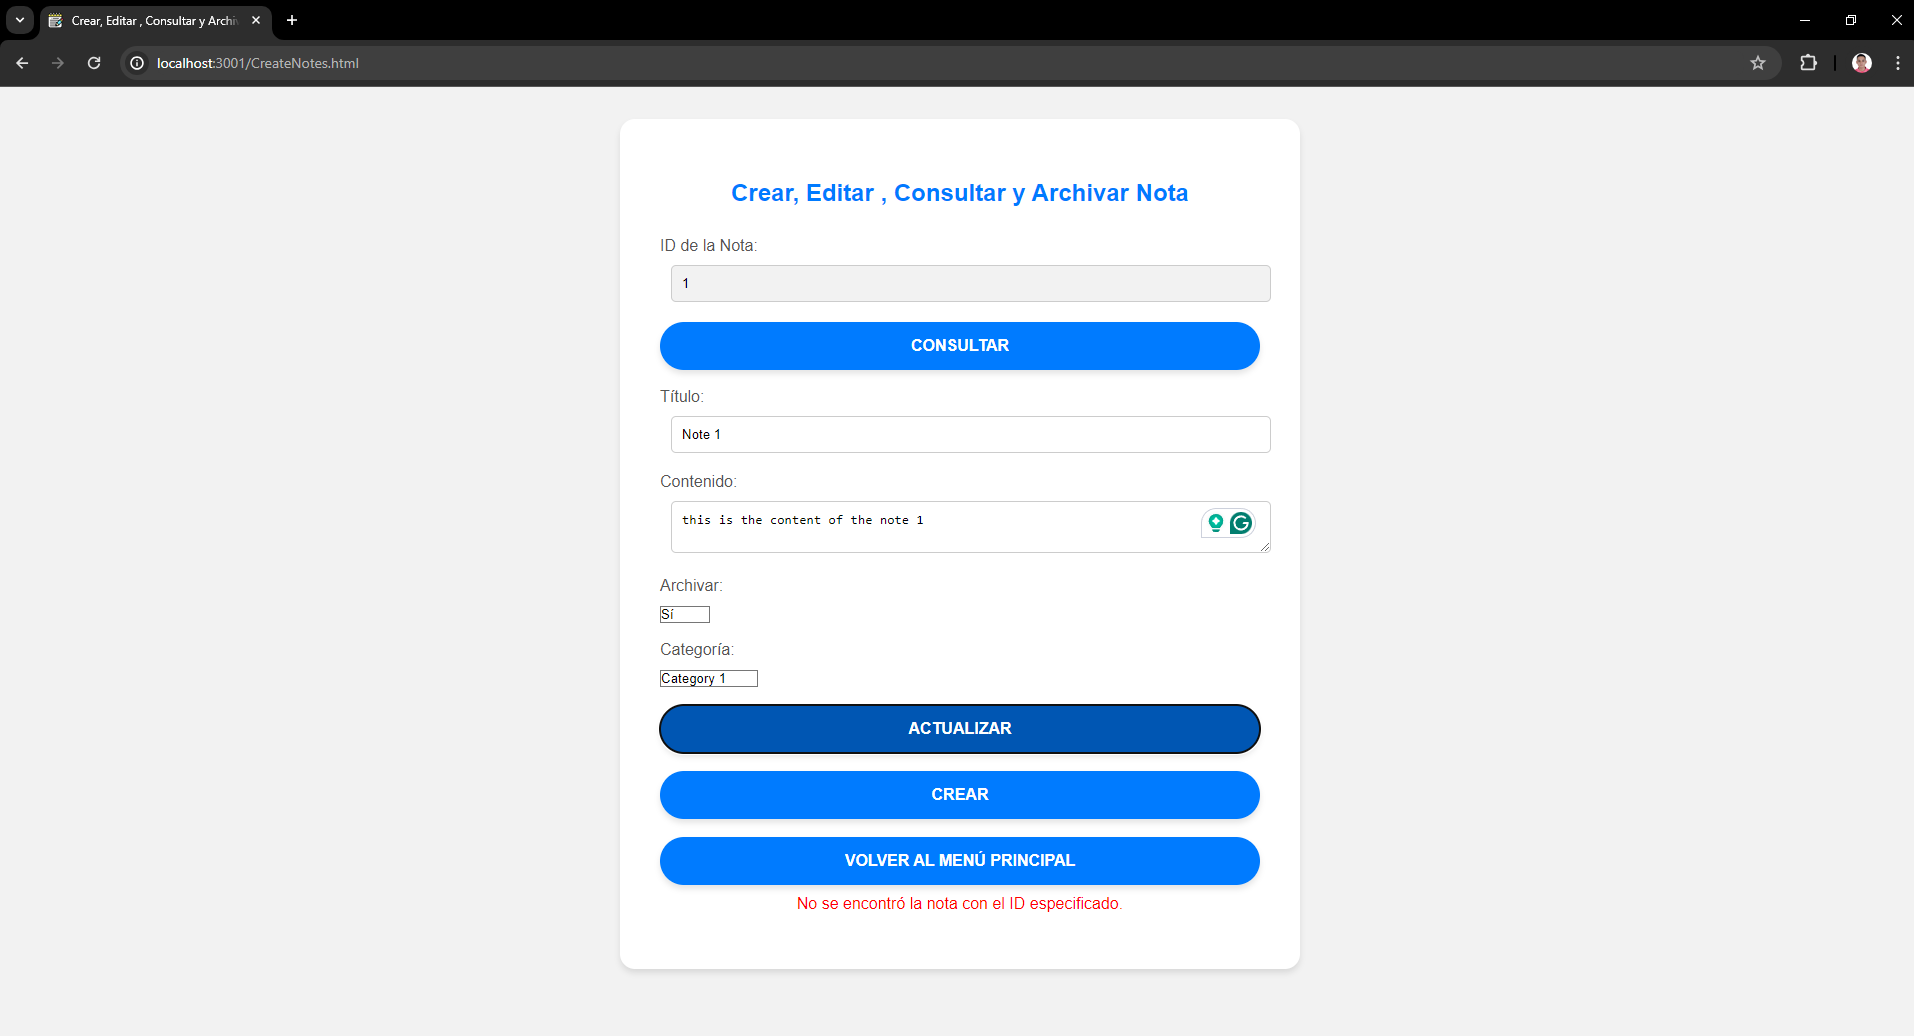 Crear, Editar , Consultar y Archiv
localhost:3001/CreateNotes.html
Crear, Editar , Consultar y Archivar Nota
ID de la Nota:
1
CONSULTAR
Título:
Note 1
Contenido:
this is the content of the note 1
Archivar:
Sí
Categoría:
Category 1
ACTUALIZAR
CREAR
VOLVER AL MENÚ PRINCIPAL
No se encontró la nota con el ID especificado.